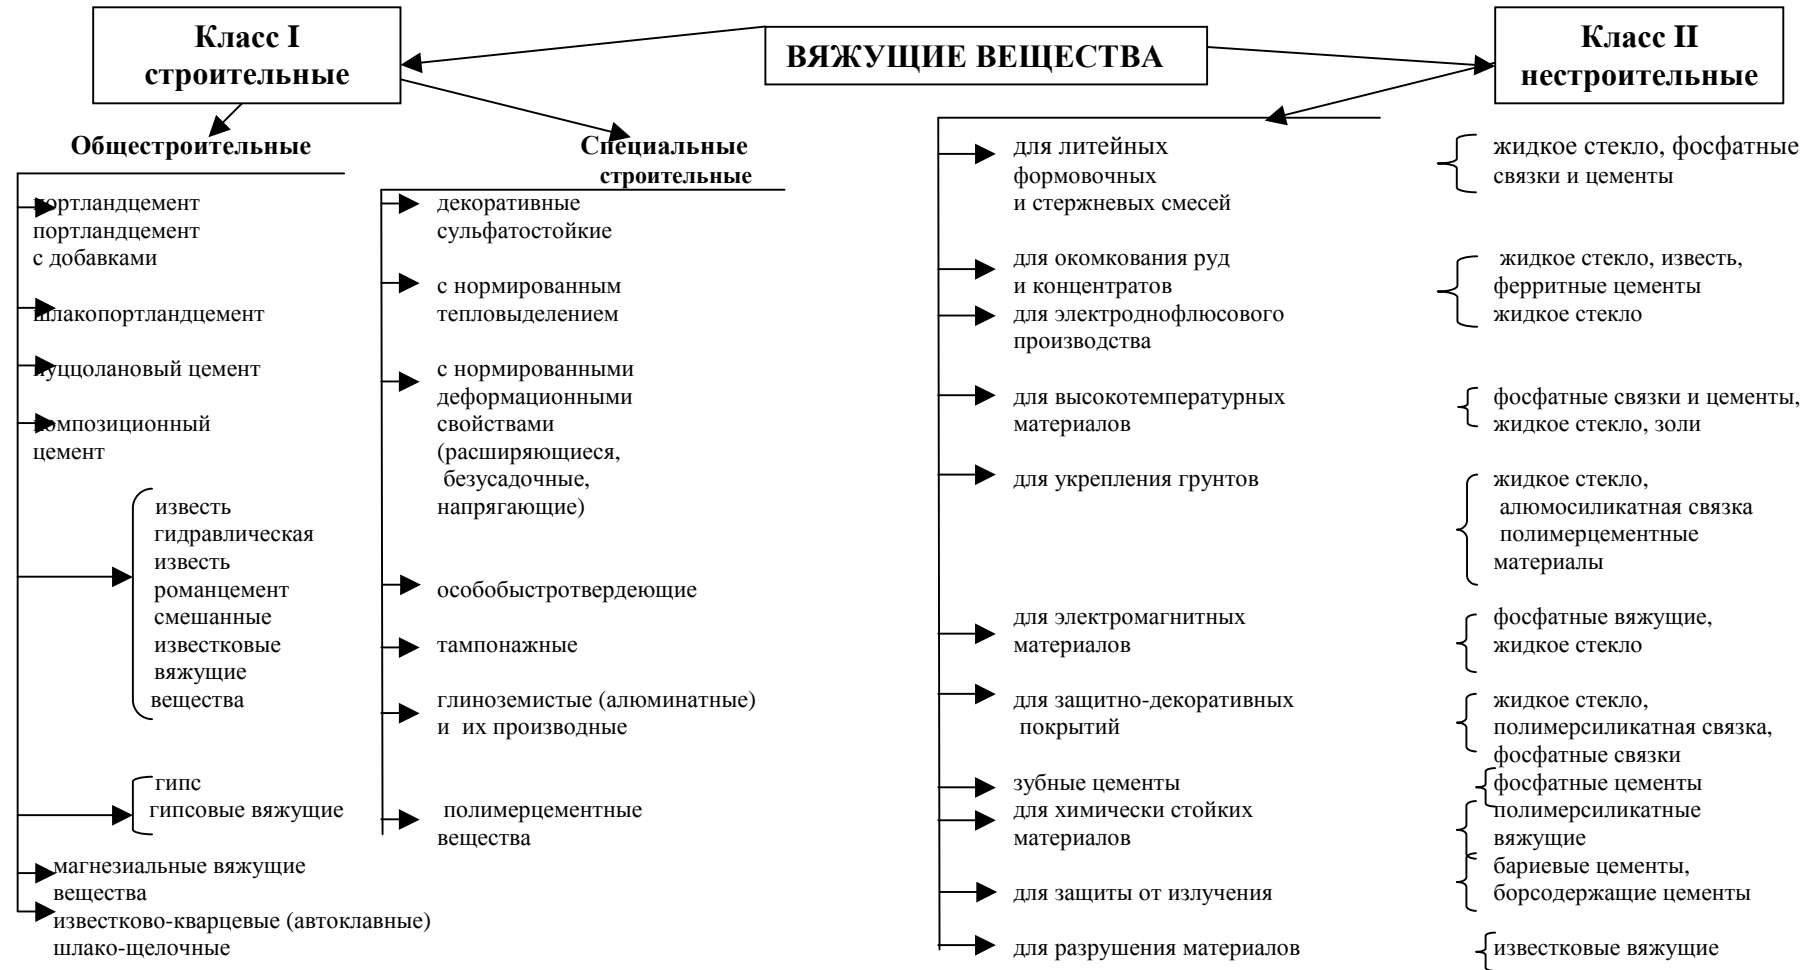 Класс I
строительные
ВЯЖУЩИЕ ВЕЩЕСТВА
Класс II
нестроительные
Общестроительные
портландцемент
портландцемент
с добавками
шлакопортландцемент
пуццолановый цемент
композиционный
цемент
известь
гидравлическая
известь
романцемент
смешанные
известковые
вяжущие
вещества
гипс
гипсовые вяжущие
магнезиальные вяжущие
вещества
известково-кварцевые (автоклавные)
шлако-щелочные
Специальные
строительные
декоративные
сульфатостойкие
с нормированным
тепловыделением
с нормированными
деформационными
свойствами
(расширяющиеся,
безусадочные,
напрягающие)
особобыстротвердеющие
тампонажные
глиноземистые (алюминатные)
и их производные
полимерцементные
вещества
для литейных
формовочных
и стержневых смесей
жидкое стекло, фосфатные
связки и цементы
для окомкования руд
и концентратов
жидкое стекло, известь,
ферритные цементы
для электроднофлюсового
производства
жидкое стекло
для высокотемпературных
материалов
фосфатные связки и цементы,
жидкое стекло, золи
для укрепления грунтов
жидкое стекло,
алюмосиликатная связка
полимерцементные
материалы
для электромагнитных
материалов
фосфатные вяжущие,
жидкое стекло
для защитно-декоративных
покрытий
жидкое стекло,
полимерсиликатная связка,
фосфатные связки
зубные цементы
фосфатные цементы
для химически стойких
материалов
полимерсиликатные
вяжущие
для защиты от излучения
бариевые цементы,
борсодержащие цементы
для разрушения материалов
известковые вяжущие